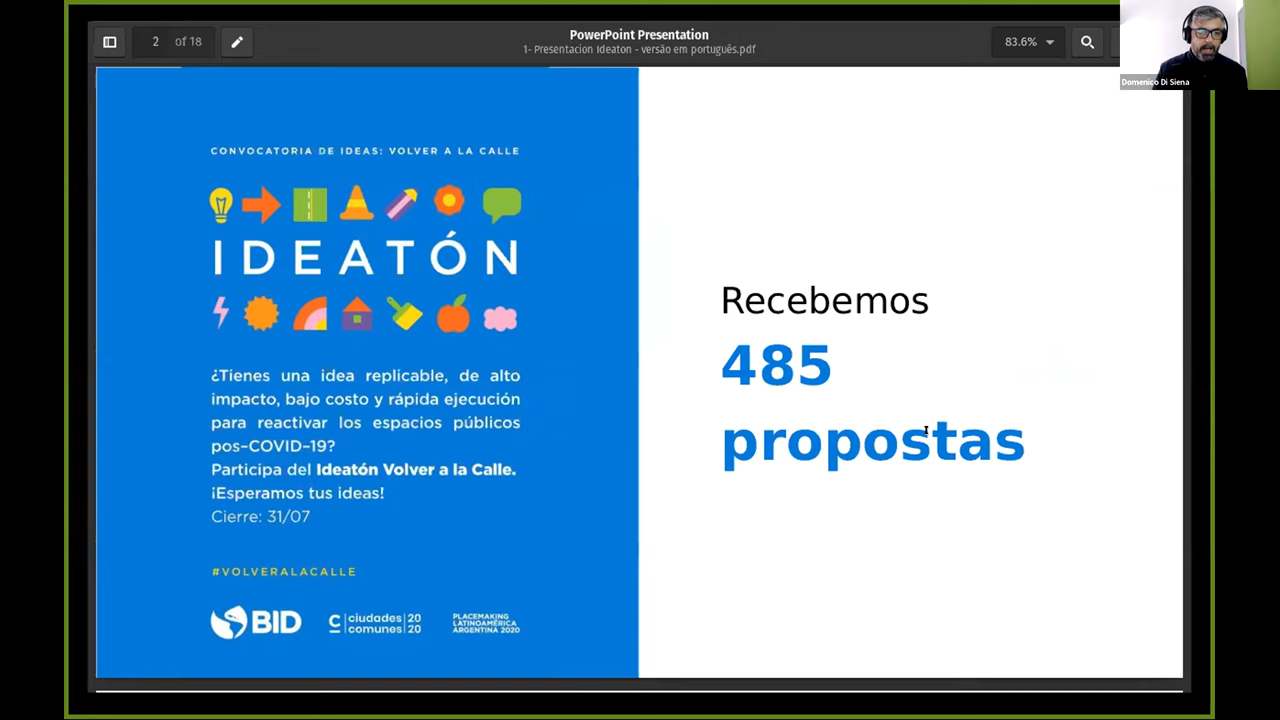 2 of 18
PowerPoint Presentation
1- Presentacion Ideaton - versão em português.pdf
83.6%
Domenico Di Siena
CONVOCATORIA DE IDEAS: VOLVER A LA CALLE
IDEATÓN
¿Tienes una idea replicable, de alto
impacto, bajo costo y rápida ejecución
para reactivar los espacios públicos
pos–COVID–19?
Participa del Ideatón Volver a la Calle.
¡Esperamos tus ideas!
Cierre: 31/07
#VOLVERALACALLE
BID
C ciudades 20
comunes 20
PLACEMAKING
LATINOAMÉRICA
ARGENTINA 2020
Recebemos
485
propostas